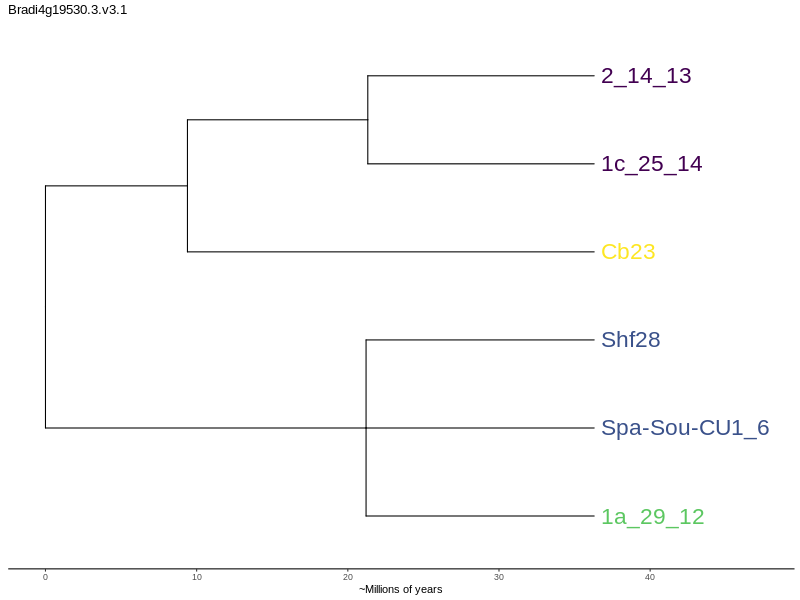 Bradi4g19530.3.v3.1
2_14_13
1c_25_14
Cb23
Shf28
Spa-Sou-CU1_6
1a_29_12
0 10 20 30 40
~Millions of years